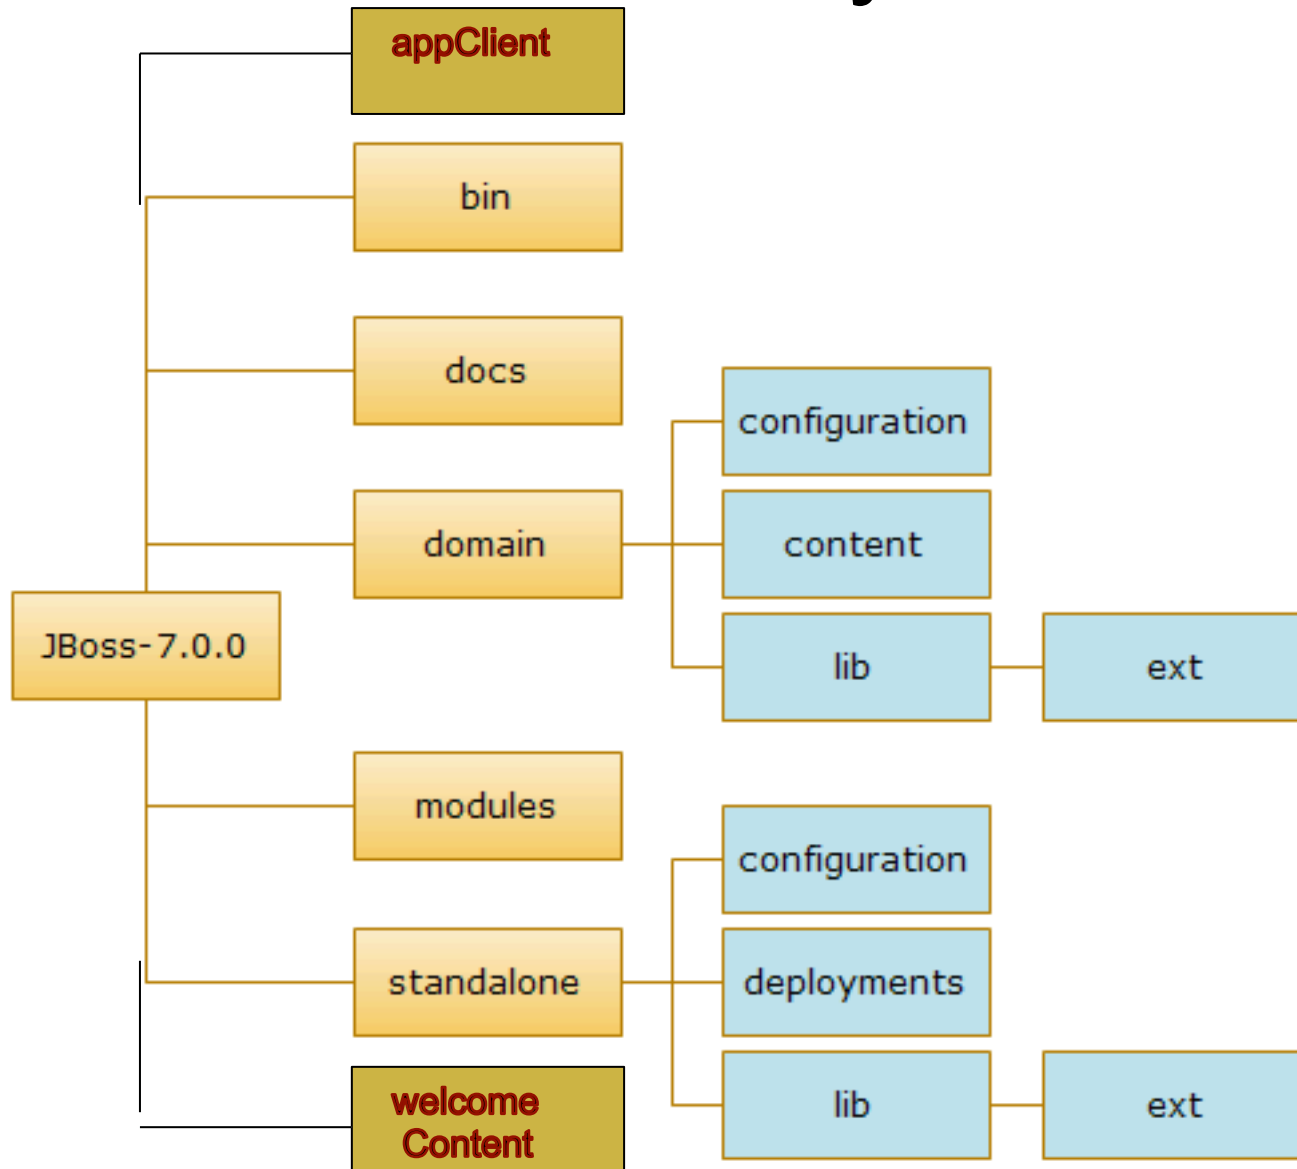 appClient
bin
docs
configuration
domain
content
JBoss-7.0.0
lib
ext
modules
configuration
standalone
deployments
welcome
Content
lib
ext